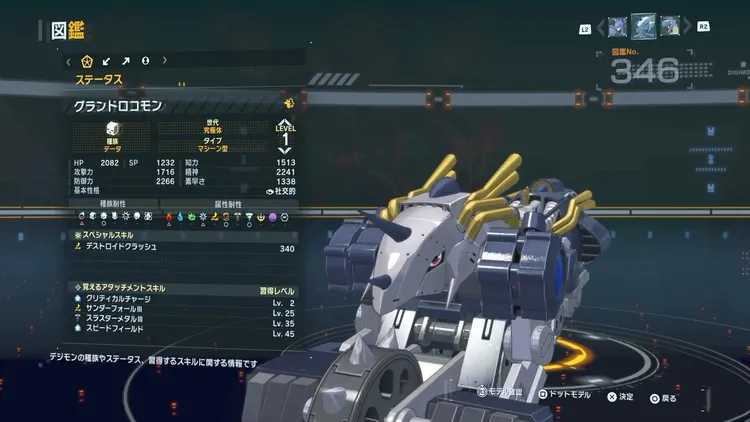 図鑑
L2
R2
図鑑No.
346
ステータス
グランドロコモン
種族
データ
世代
究極体
タイプ
マシーン型
LEVEL
1
HP 2082 SP 1232 知力 1513
攻撃力 1716 精神 2241
防御力 2266 素早さ 1338
基本性格 社交的
種族耐性 属性耐性
スペシャルスキル
デストロイドクラッシュ 340
覚えるアタッチメントスキル 習得レベル
クリティカルチャージ Lv. 2
サンダーフォールIII Lv. 25
スラスターメタルIII Lv. 35
スピードフィールド Lv. 45
デジモンの種族やステータス、習得するスキルに関する情報です
モデル確認 ドットモデル 決定 戻る